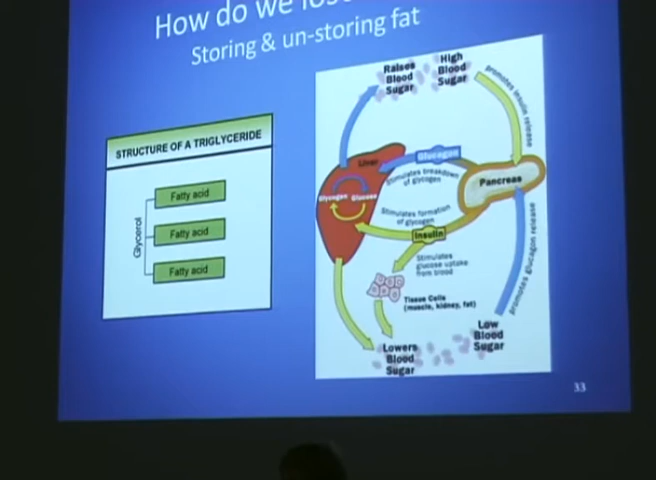 How do we
Storing & un-storing fat
STRUCTURE OF A TRIGLYCERIDE
Glycerol
Fatty acid
Fatty acid
Fatty acid
Raises
Blood
Sugar
High
Blood
Sugar
promotes insulin release
Liver
Glucagon
Stimulates breakdown
of glycogen
Pancreas
Glycogen
Glucose
Stimulates formation
of glycogen
Insulin
Stimulates
glucose uptake
from blood
Tissue Cells
(muscle, kidney, fat)
promotes glucagon release
Lowers
Blood
Sugar
Low
Blood
Sugar
33